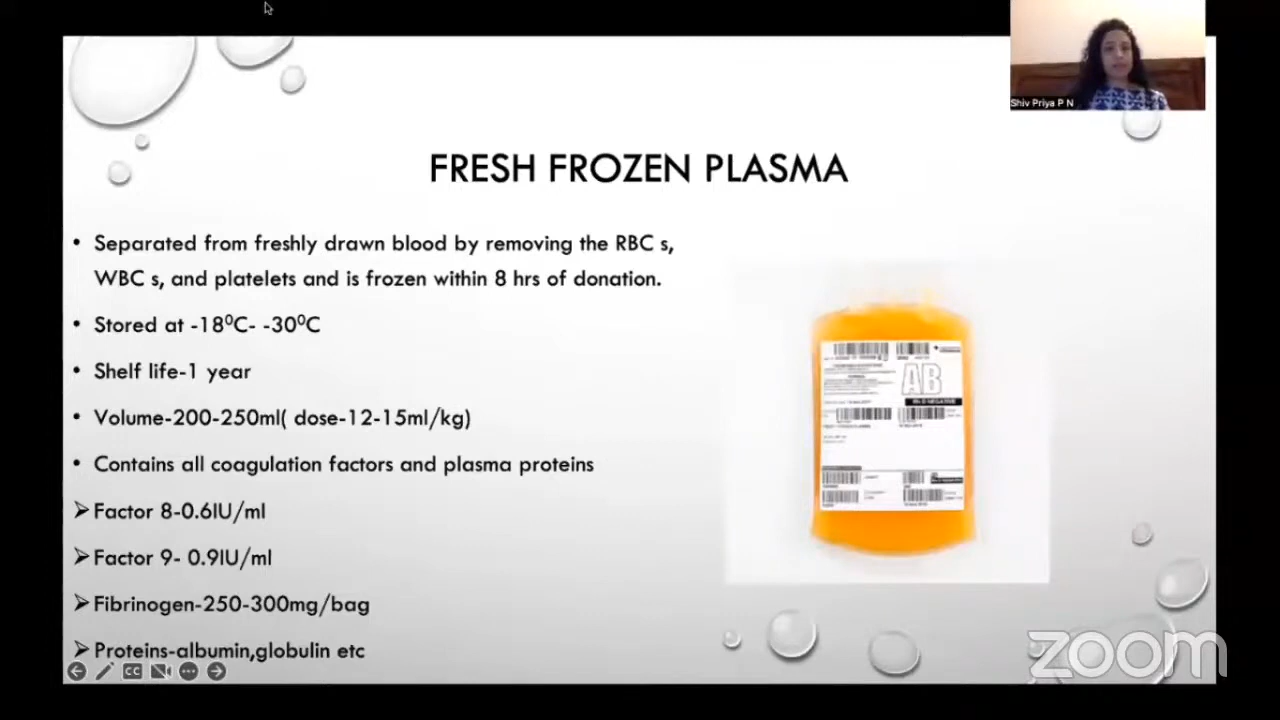 Shiv Priya P N
FRESH FROZEN PLASMA
• Separated from freshly drawn blood by removing the RBC s,
WBC s, and platelets and is frozen within 8 hrs of donation.
• Stored at -18⁰C- -30⁰C
• Shelf life-1 year
• Volume-200-250ml( dose-12-15ml/kg)
• Contains all coagulation factors and plasma proteins
➢ Factor 8-0.6IU/ml
➢ Factor 9- 0.9IU/ml
➢ Fibrinogen-250-300mg/bag
➢ Proteins-albumin,globulin etc
AB
Rh D NEGATIVE
CC
zoom